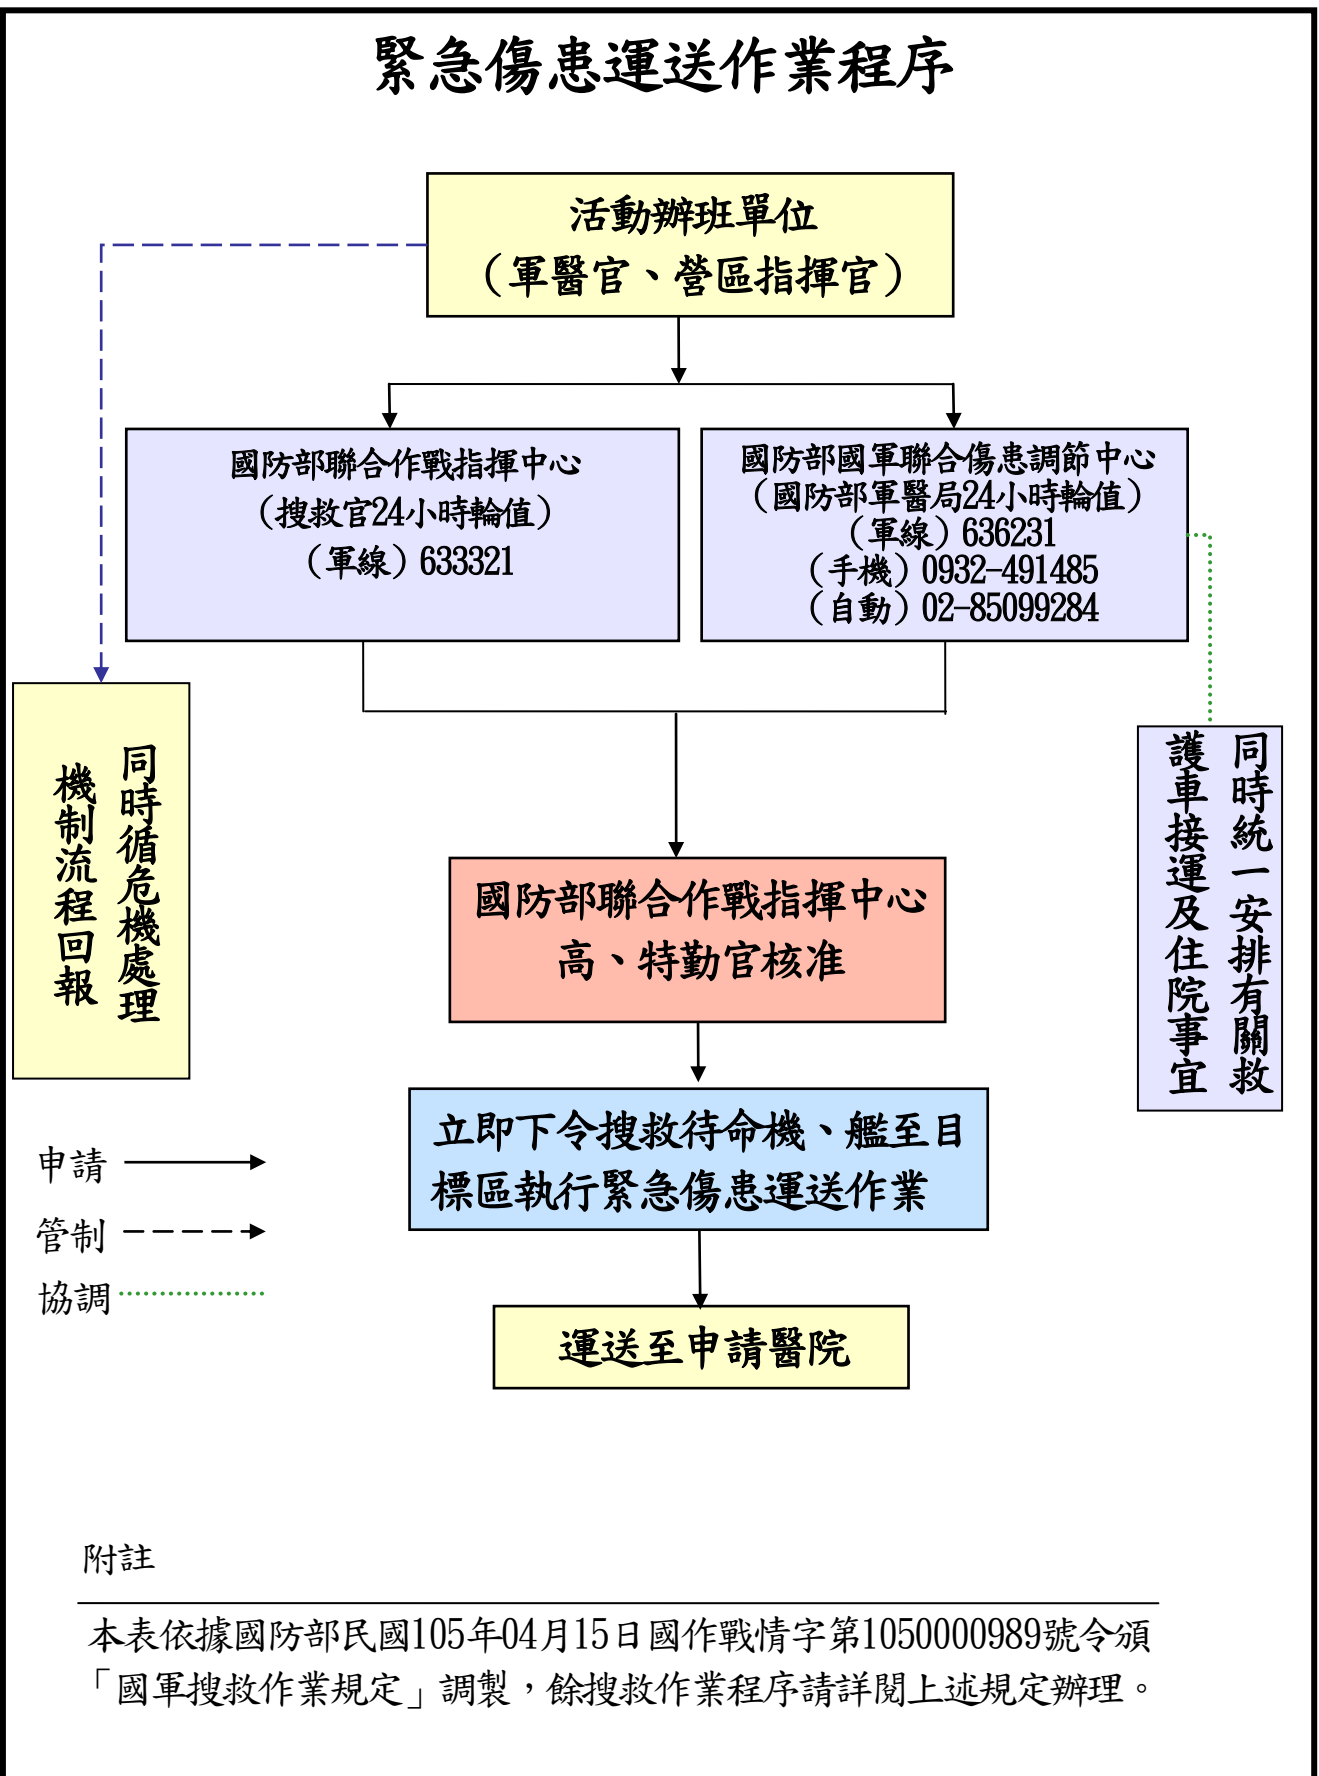 緊急傷患運送作業程序
活動辦班單位
（軍醫官、營區指揮官）
國防部聯合作戰指揮中心
（搜救官24小時輪值）
（軍線）633321
國防部國軍聯合傷患調節中心
（國防部軍醫局24小時輪值）
（軍線）636231
（手機）0932-491485
（自動）02-85099284
同時循危機處理
機制流程回報
同時統一安排有關救
護車接運及住院事宜
國防部聯合作戰指揮中心
高、特勤官核准
立即下令搜救待命機、艦至目
標區執行緊急傷患運送作業
運送至申請醫院
申請
管制
協調
附註
本表依據國防部民國105年04月15日國作戰情字第1050000989號令頒
「國軍搜救作業規定」調製，餘搜救作業程序請詳閱上述規定辦理。